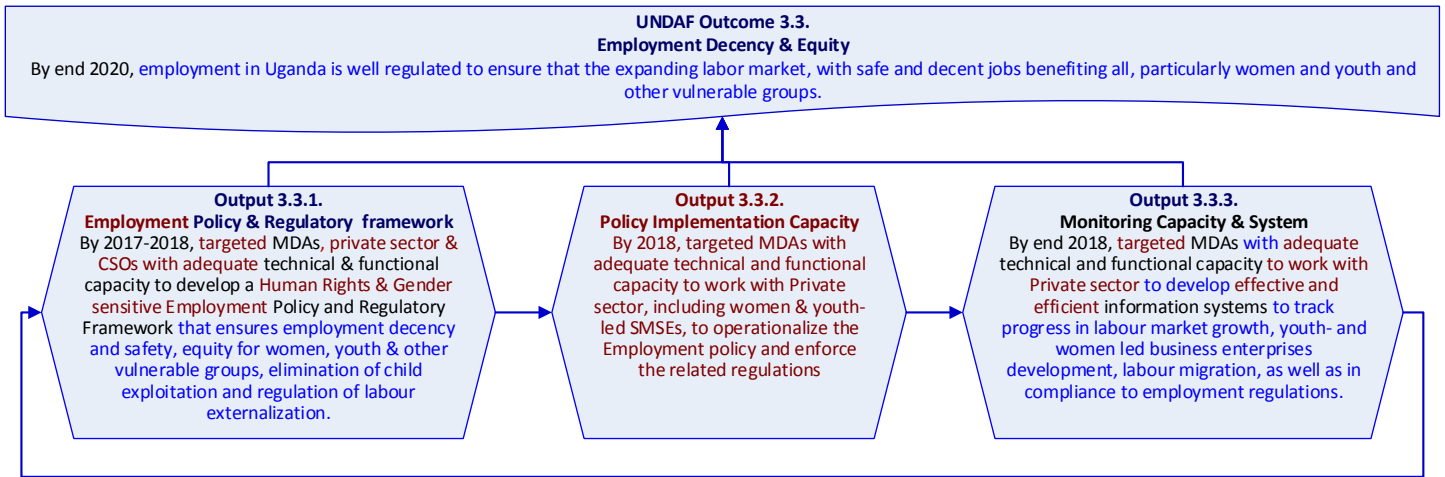 UNDAF Outcome 3.3.
Employment Decency & Equity
By end 2020, employment in Uganda is well regulated to ensure that the expanding labor market, with safe and decent jobs benefiting all, particularly women and youth and
other vulnerable groups.
Output 3.3.1.
Employment Policy & Regulatory framework
By 2017-2018, targeted MDAs, private sector &
CSOs with adequate technical & functional
capacity to develop a Human Rights & Gender
sensitive Employment Policy and Regulatory
Framework that ensures employment decency
and safety, equity for women, youth & other
vulnerable groups, elimination of child
exploitation and regulation of labour
externalization.
Output 3.3.2.
Policy Implementation Capacity
By 2018, targeted MDAs with
adequate technical and functional
capacity to work with Private
sector, including women & youth-
led SMSEs, to operationalize the
Employment policy and enforce
the related regulations
Output 3.3.3.
Monitoring Capacity & System
By end 2018, targeted MDAs with adequate
technical and functional capacity to work with
Private sector to develop effective and
efficient information systems to track
progress in labour market growth, youth- and
women led business enterprises
development, labour migration, as well as in
compliance to employment regulations.